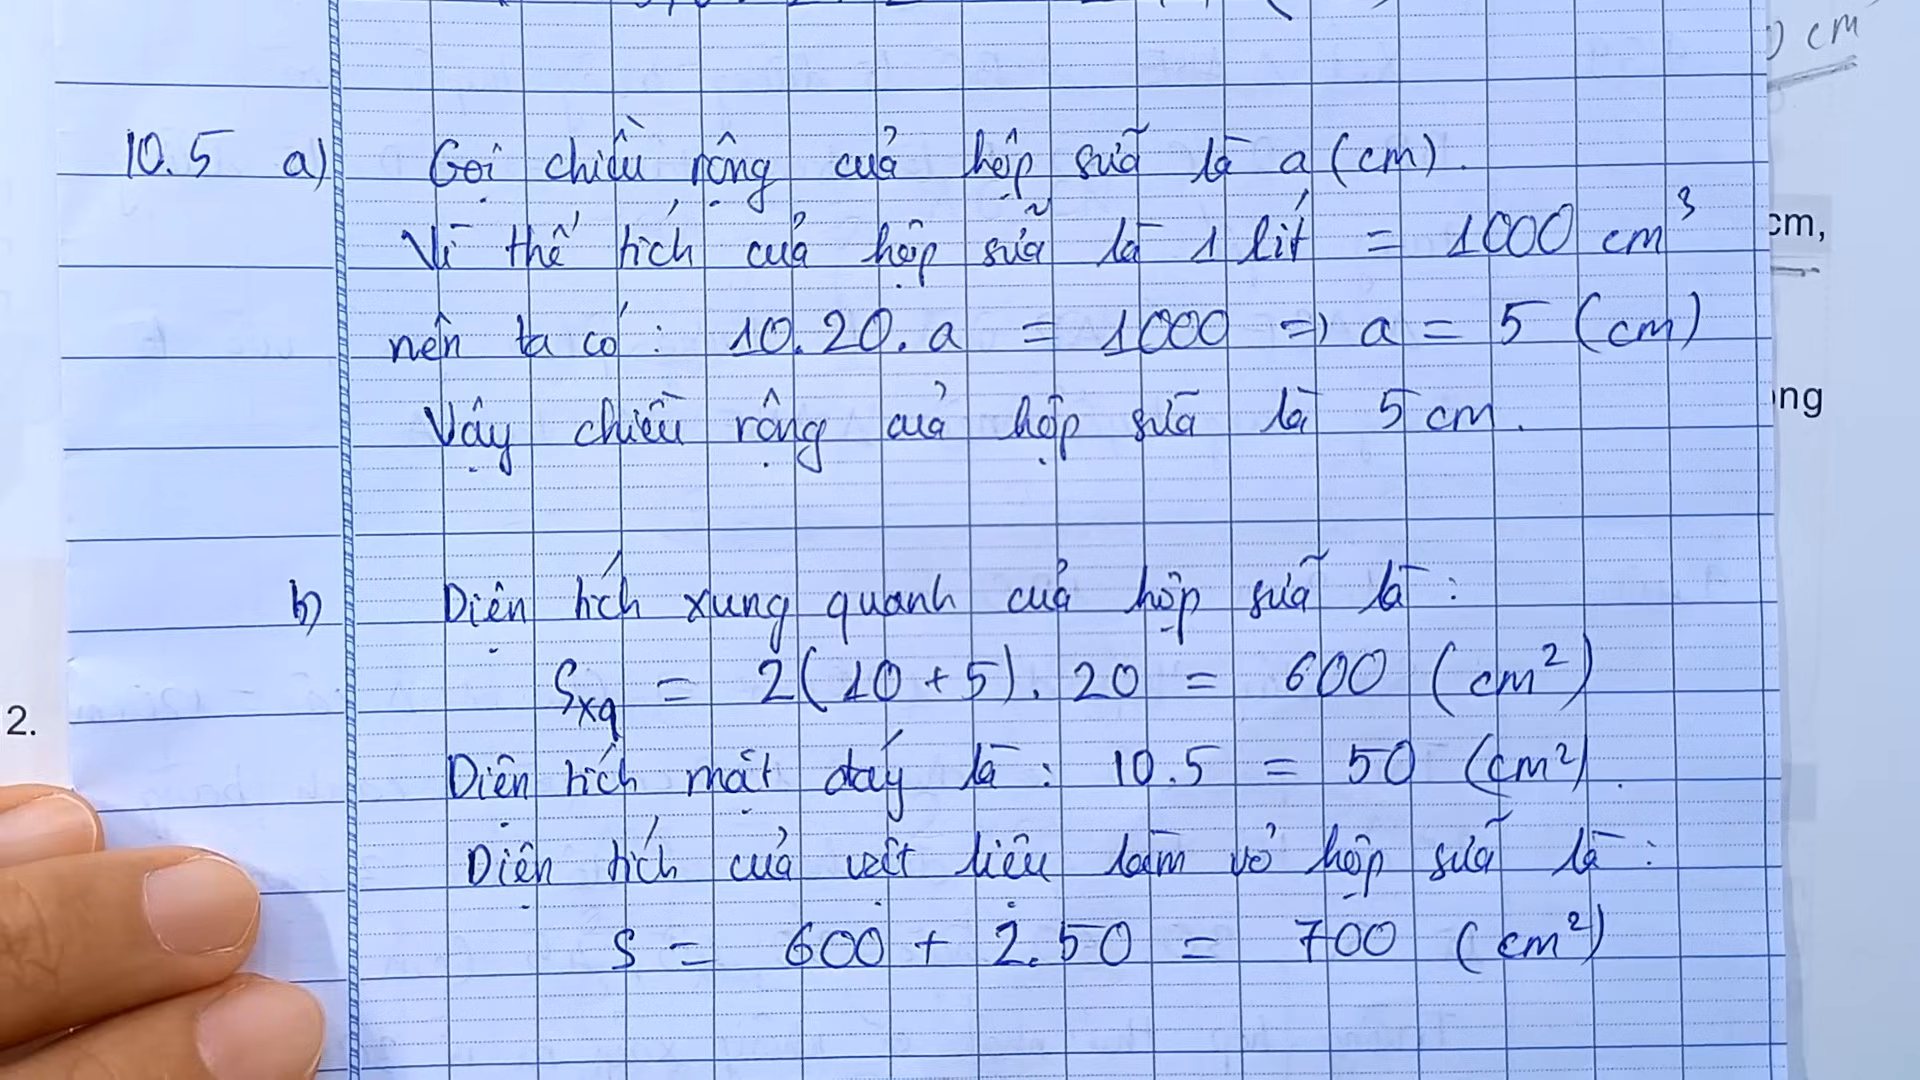 cm
10.5 a) Gọi chiều rộng của hộp sữa là a (cm).
Vì thể tích của hộp sữa là 1 lít = 1000 cm³
cm,
nên ta có: 10.20.a = 1000 => a = 5 (cm)
Vậy chiều rộng của hộp sữa là 5 cm.
ng
b) Diện tích xung quanh của hộp sữa là:
Sxq = 2(10+5).20 = 600 (cm²)
2.
Diện tích mặt đáy là: 10.5 = 50 (cm²).
Diện tích của vật liệu làm vỏ hộp sữa là:
S = 600 + 2.50 = 700 (cm²)